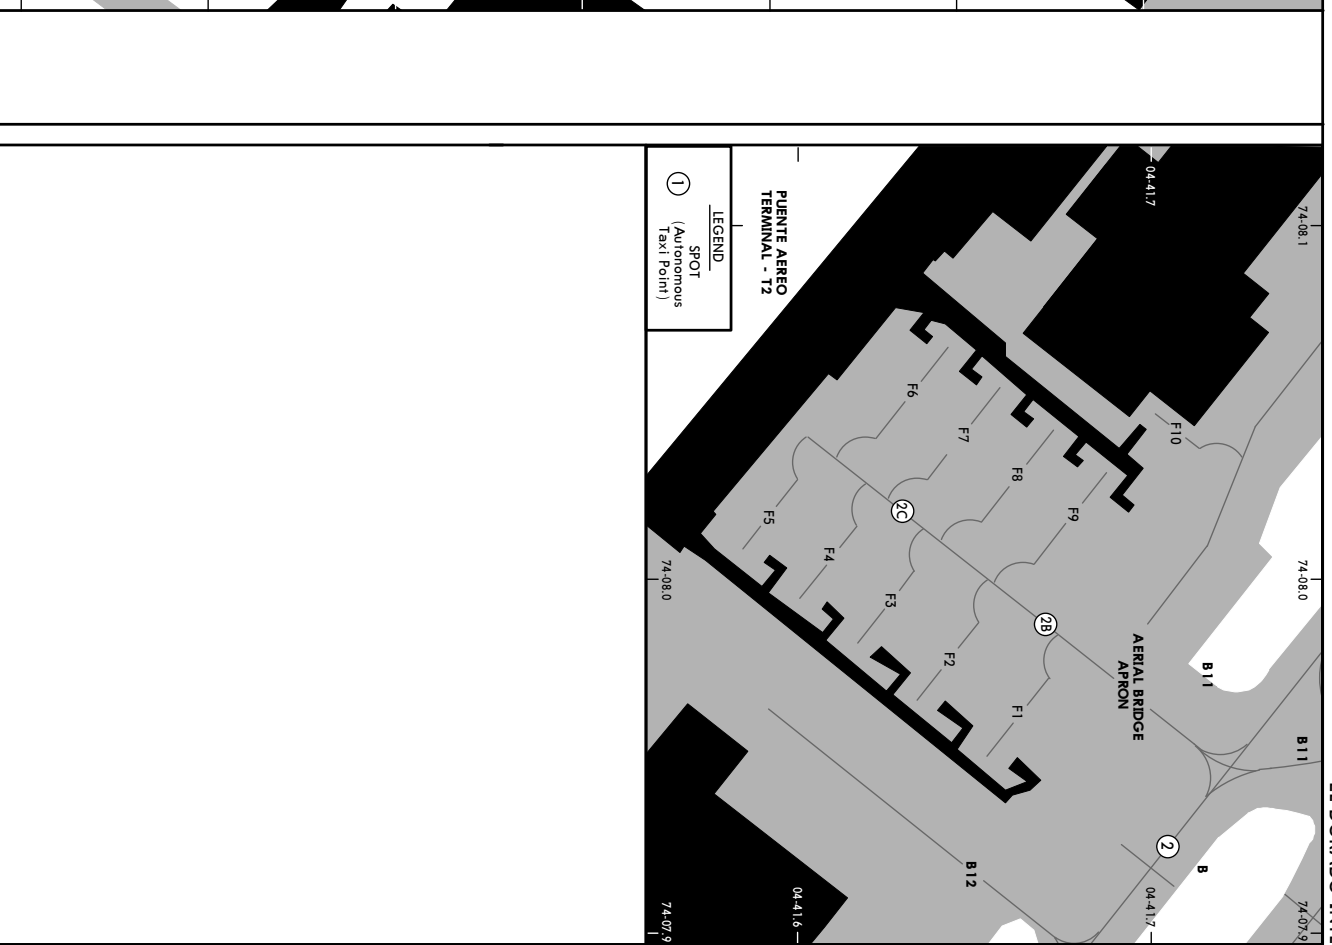 LEGEND
SPOT
1
(Autonomous
Taxi Point)
PUENTE AEREO
TERMINAL - T2
04-41.7
74-08.1
F10
F6
F7
F8
F9
2C
F5
F4
F3
F2
F1
2B
AERIAL BRIDGE
APRON
B11
B11
74-08.0
74-08.0
2
B
B12
04-41.6
04-41.7
74-07.9
74-07.9